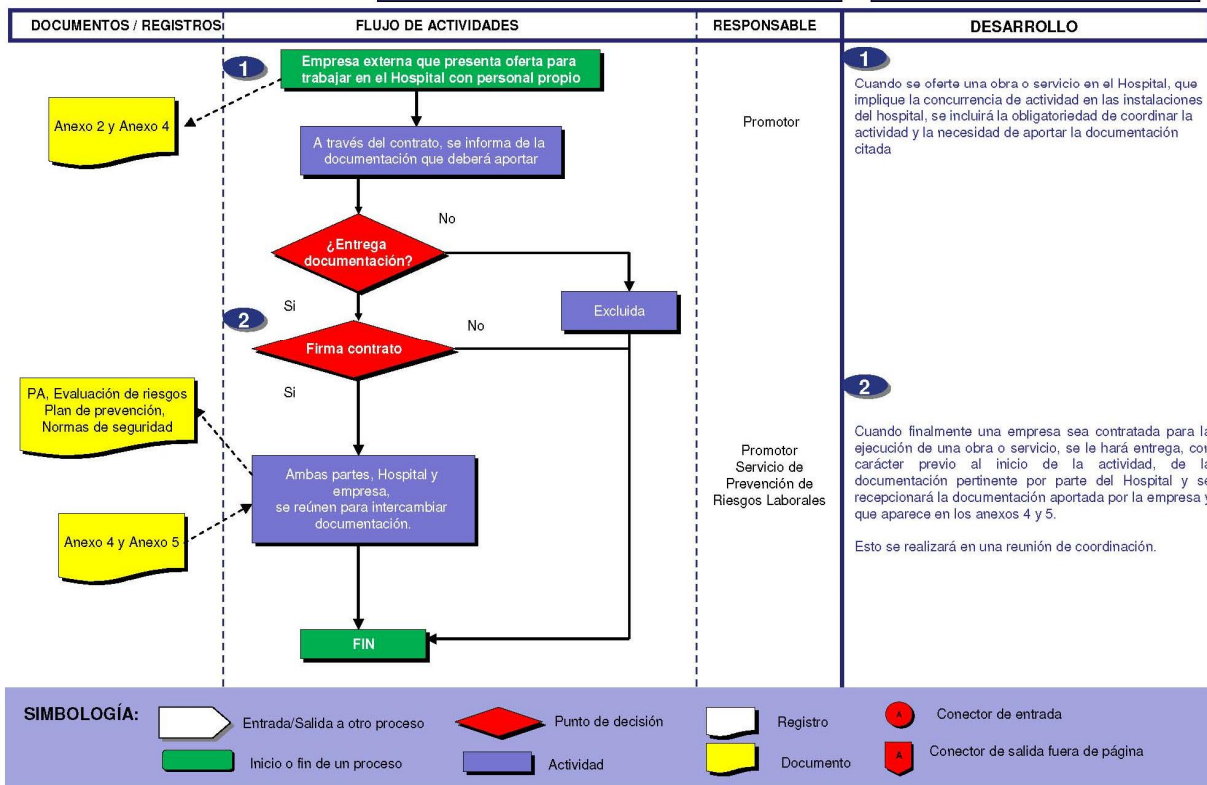 DOCUMENTOS / REGISTROS
FLUJO DE ACTIVIDADES
RESPONSABLE
DESARROLLO
1
Empresa externa que presenta oferta para
trabajar en el Hospital con personal propio
Anexo 2 y Anexo 4
A través del contrato, se informa de la
documentación que deberá aportar
Promotor
1
Cuando se oferte una obra o servicio en el Hospital, que
implique la concurrencia de actividad en las instalaciones
del hospital, se incluirá la obligatoriedad de coordinar la
actividad y la necesidad de aportar la documentación
citada
No
¿Entrega
documentación?
Si
Excluida
2
Firma contrato
No
Si
PA, Evaluación de riesgos
Plan de prevención,
Normas de seguridad
Ambas partes, Hospital y
empresa,
se reúnen para intercambiar
documentación.
Anexo 4 y Anexo 5
Promotor
Servicio de
Prevención de
Riesgos Laborales
2
Cuando finalmente una empresa sea contratada para la
ejecución de una obra o servicio, se le hará entrega, con
carácter previo al inicio de la actividad, de la
documentación pertinente por parte del Hospital y se
recepcionará la documentación aportada por la empresa y
que aparece en los anexos 4 y 5.
Esto se realizará en una reunión de coordinación.
FIN
SIMBOLOGÍA:
Entrada/Salida a otro proceso
Punto de decisión
Registro
A
Conector de entrada
Inicio o fin de un proceso
Actividad
Documento
A
Conector de salida fuera de página